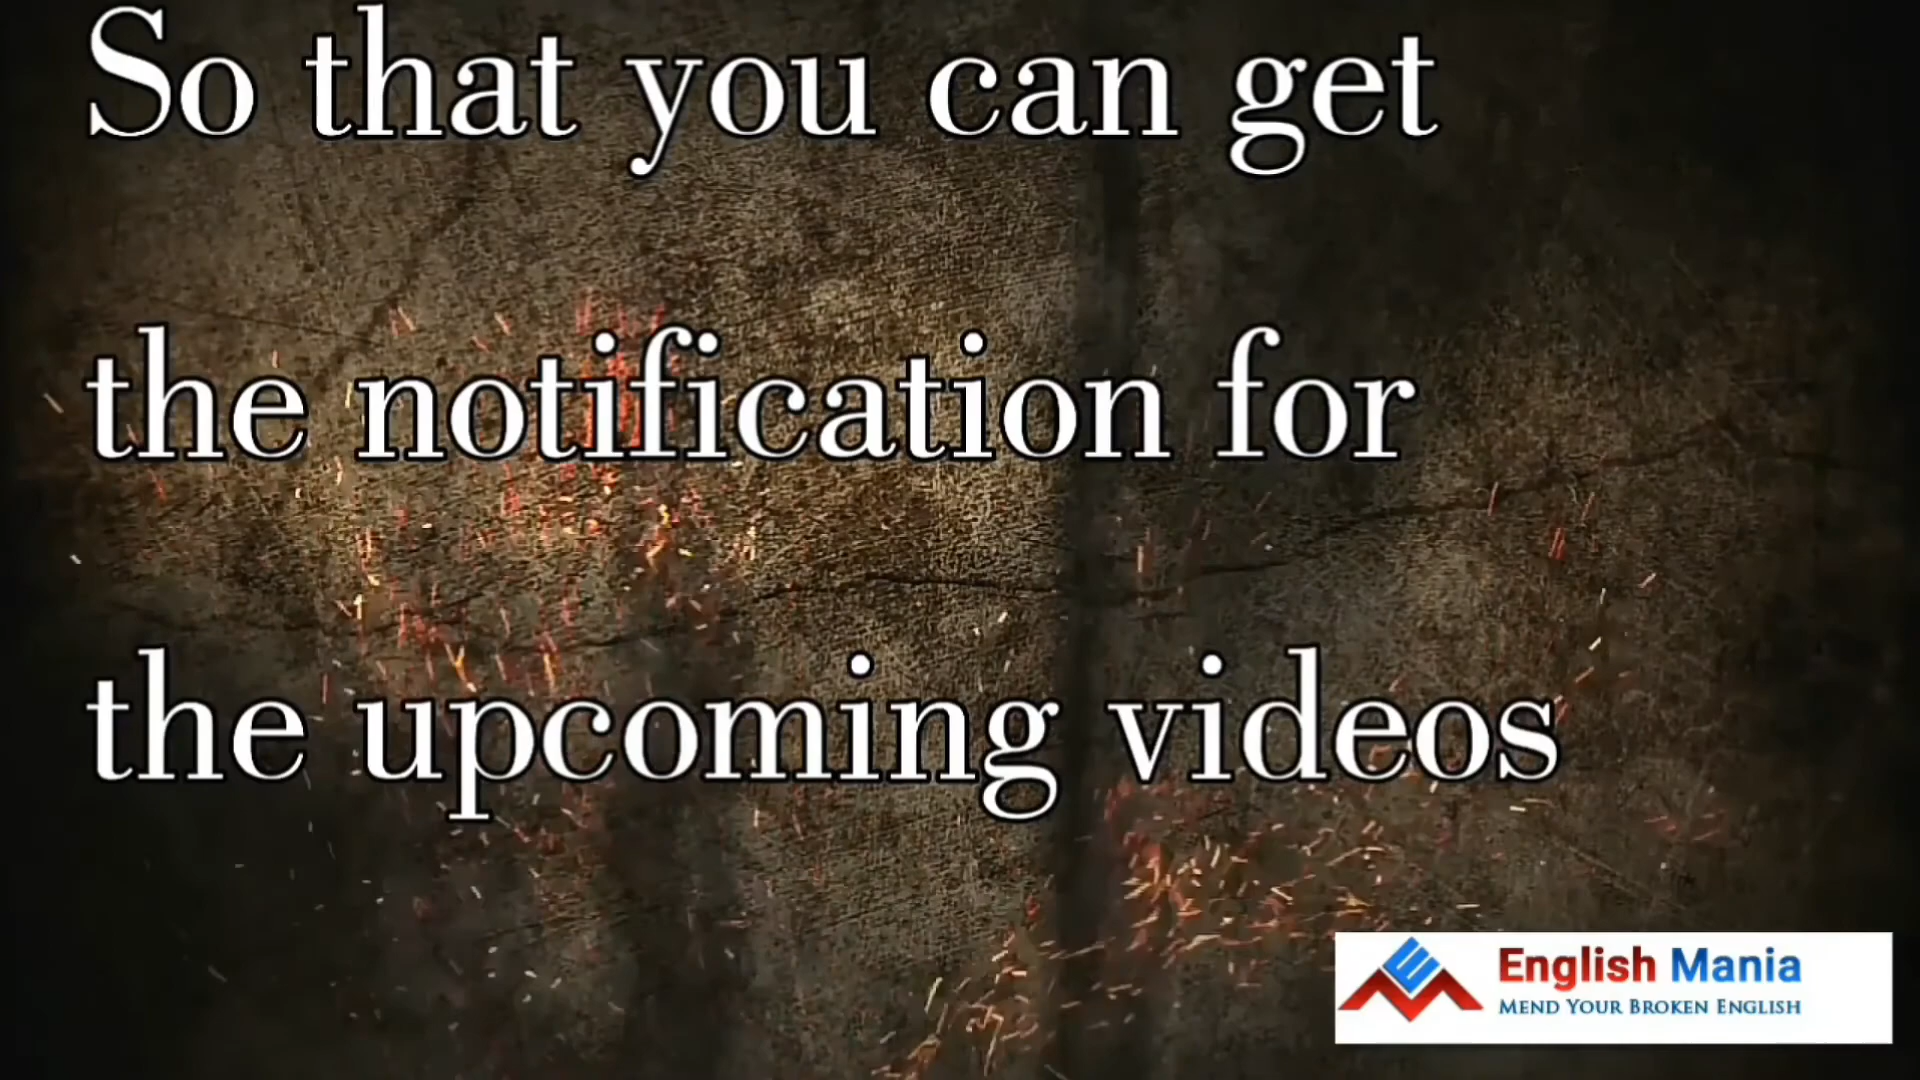 So that you can get
the notification for
the upcoming videos
English Mania
MEND YOUR BROKEN ENGLISH